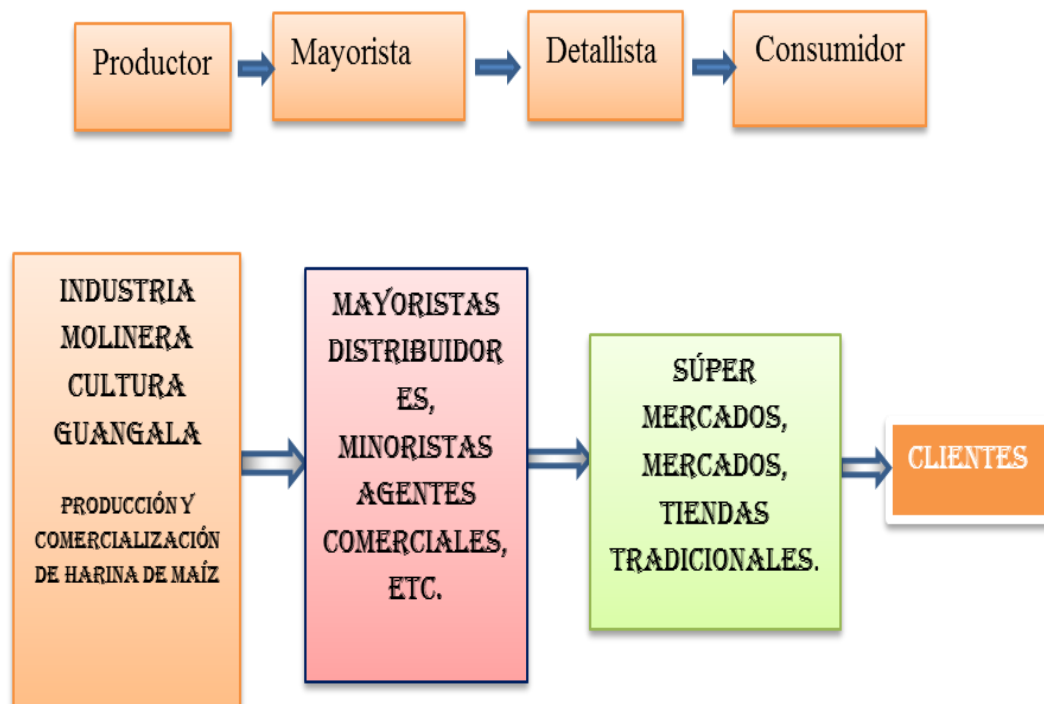 Productor
Mayorista
Detallista
Consumidor
INDUSTRIA
MOLINERA
CULTURA
GUANGALA
PRODUCCIÓN Y
COMERCIALIZACIÓN
DE HARINA DE MAÍZ
MAYORISTAS
DISTRIBUIDOR
ES,
MINORISTAS
AGENTES
COMERCIALES,
ETC.
SÚPER
MERCADOS,
MERCADOS,
TIENDAS
TRADICIONALES.
CLIENTES